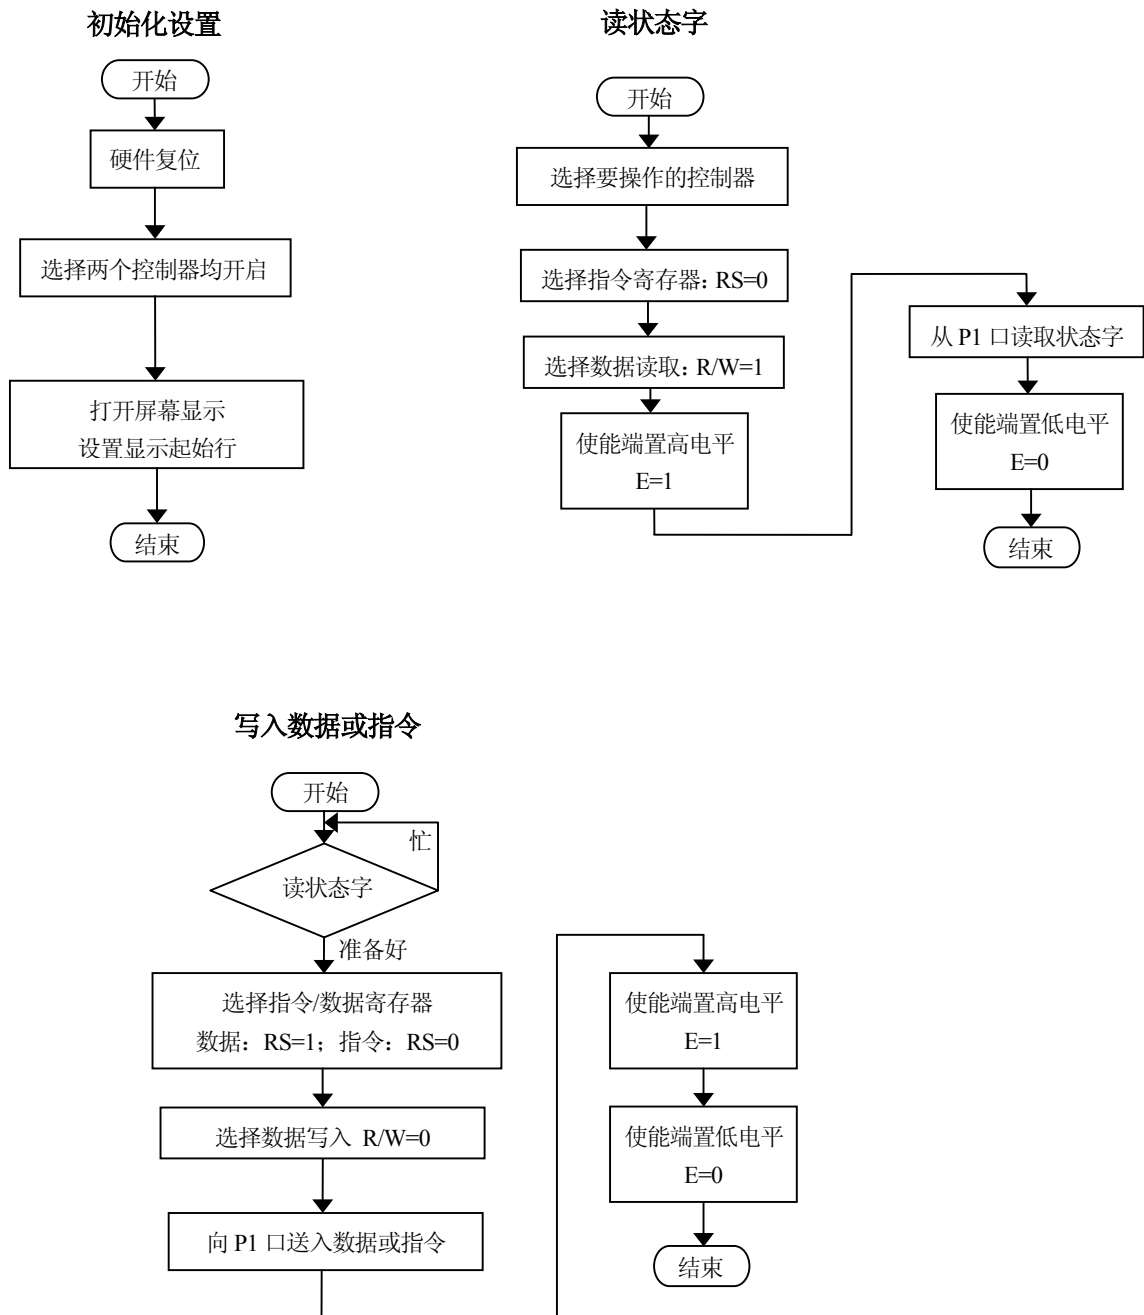 初始化设置
开始
硬件复位
选择两个控制器均开启
打开屏幕显示
设置显示起始行
结束
读状态字
开始
选择要操作的控制器
选择指令寄存器：RS=0
选择数据读取：R/W=1
使能端置高电平
E=1
从 P1 口读取状态字
使能端置低电平
E=0
结束
写入数据或指令
开始
忙
读状态字
准备好
选择指令/数据寄存器
数据：RS=1；指令：RS=0
选择数据写入 R/W=0
向 P1 口送入数据或指令
使能端置高电平
E=1
使能端置低电平
E=0
结束